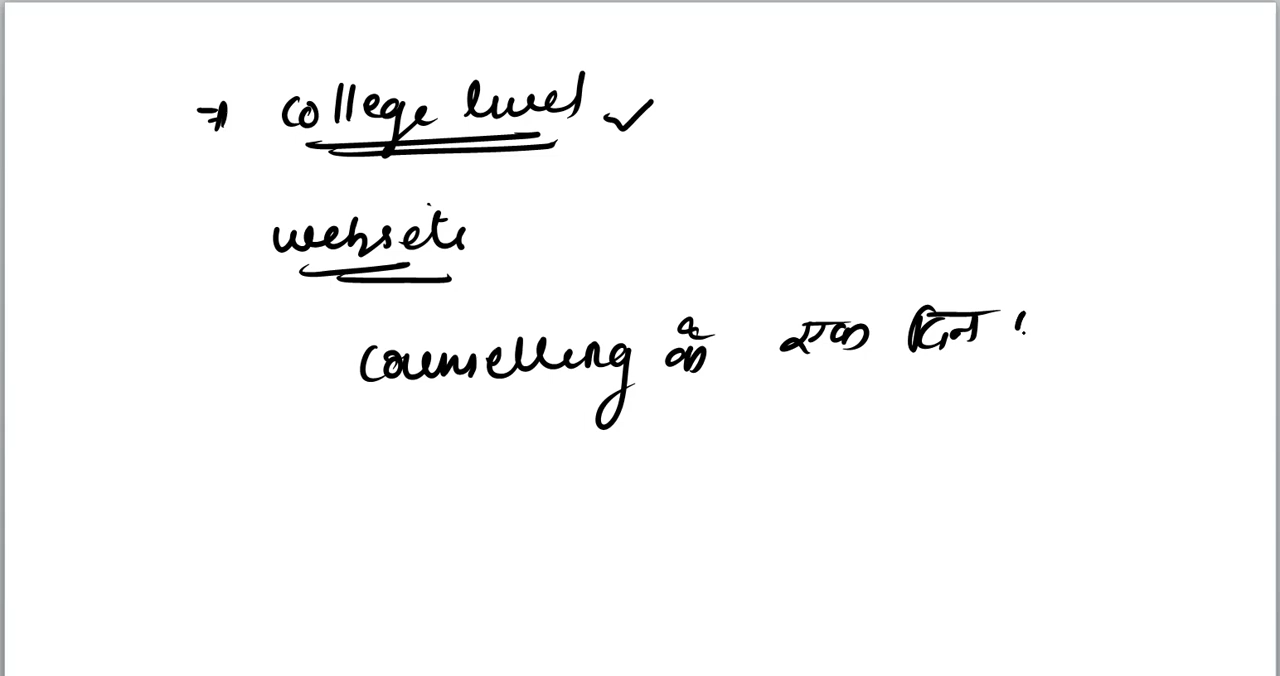 → college level ✓
website
counselling के एक दिन